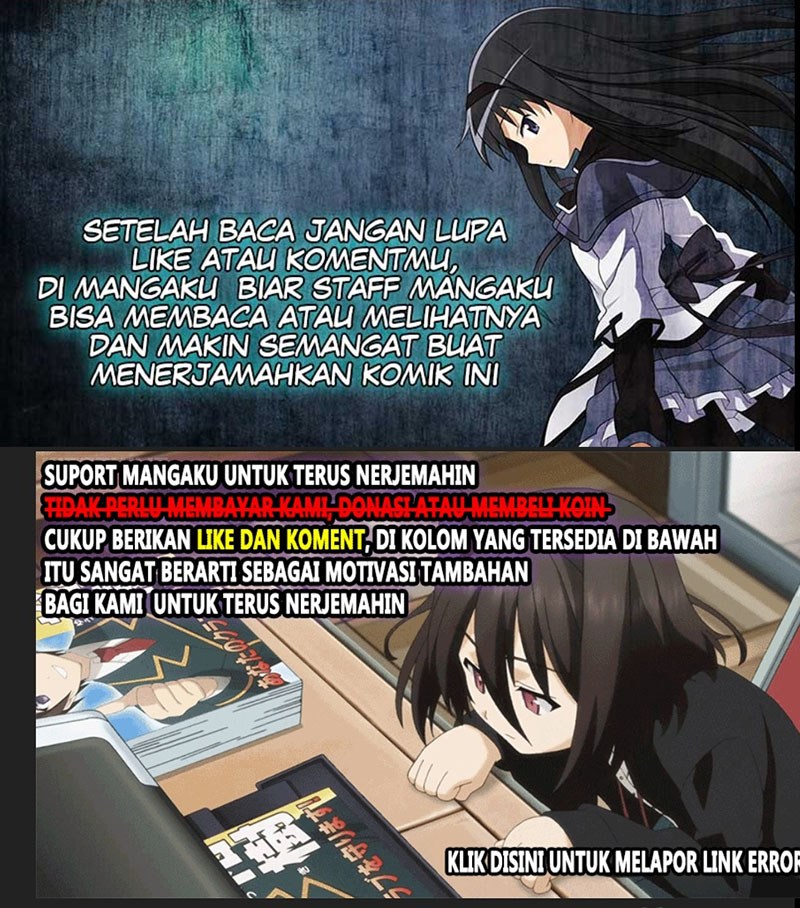 SETELAH BACA JANGAN LUPA
LIKE ATAU KOMENTMU,
DI MANGAKU BIAR STAFF MANGAKU
BISA MEMBACA ATAU MELIHATNYA
DAN MAKIN SEMANGAT BUAT
MENERJAMAHKAN KOMIK INI
SUPORT MANGAKU UNTUK TERUS NERJEMAHIN
TIDAK PERLU MEMBAYAR KAMI, DONASI ATAU MEMBELI KOIN
CUKUP BERIKAN LIKE DAN KOMENT, DI KOLOM YANG TERSEDIA DI BAWAH
ITU SANGAT BERARTI SEBAGAI MOTIVASI TAMBAHAN
BAGI KAMI UNTUK TERUS NERJEMAHIN
KLIK DISINI UNTUK MELAPOR LINK ERROR